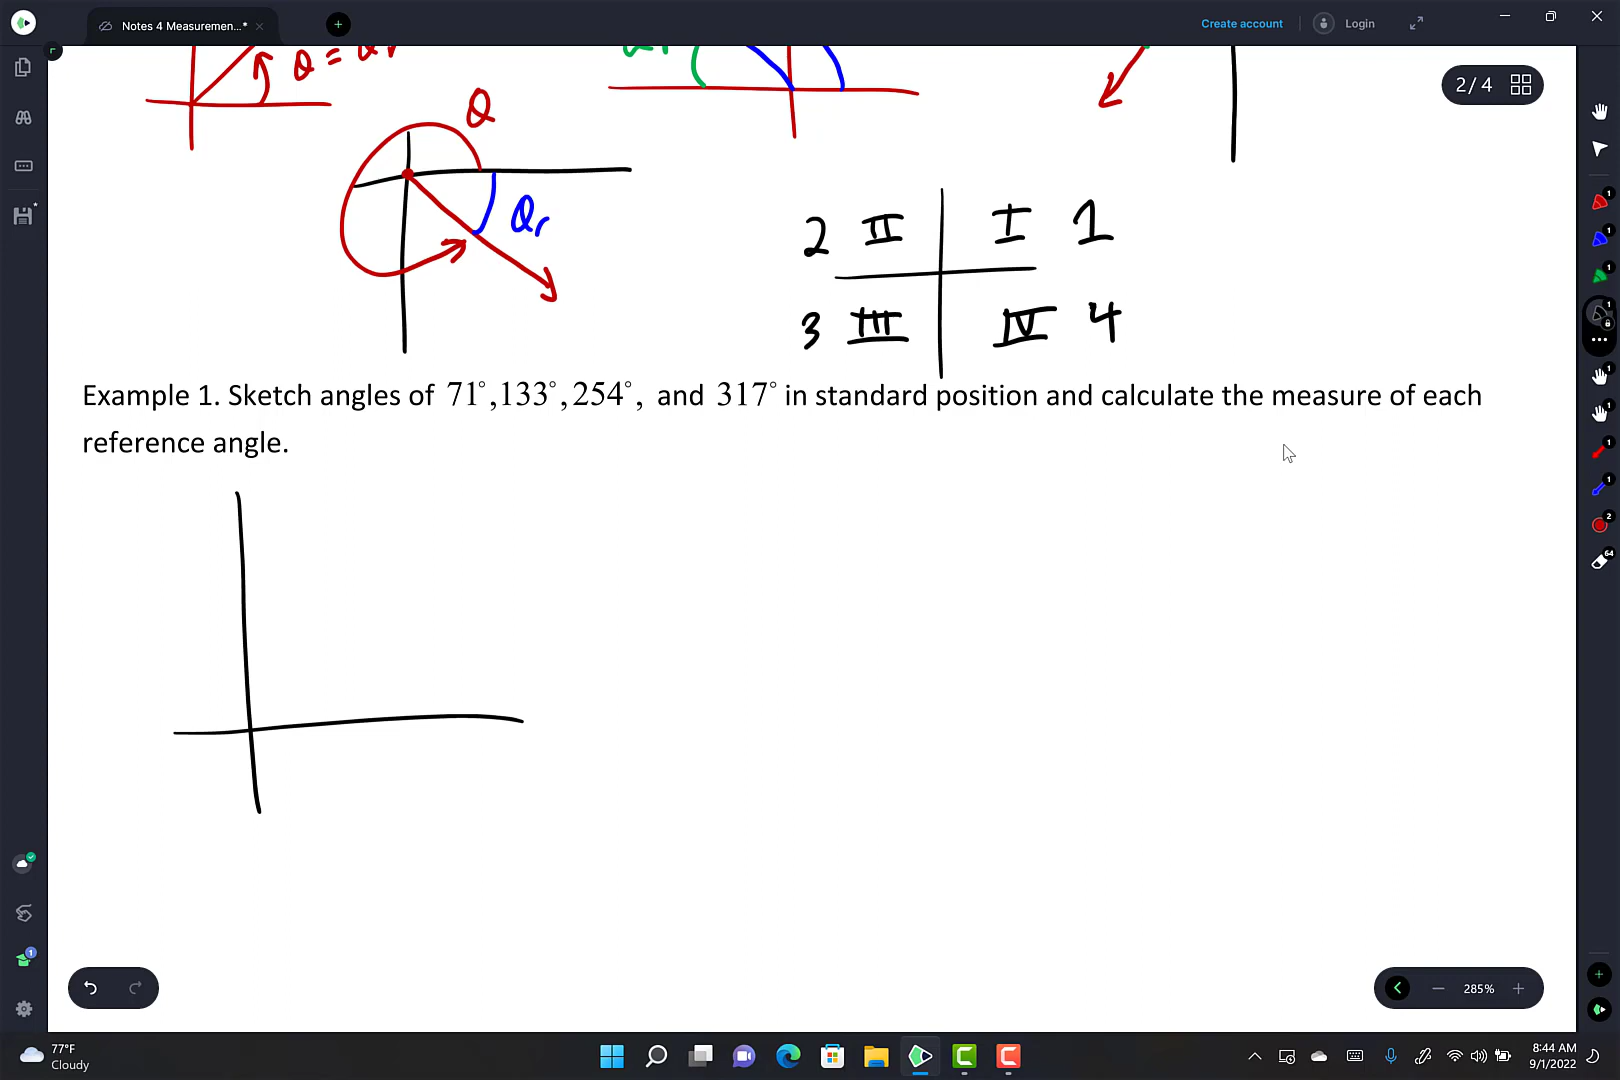 Notes 4 Measuremen...*
Create account
Login
2 / 4
θ = θr
θ
θr
2 II I 1
3 III IV 4
Example 1. Sketch angles of 71°,133°,254°, and 317° in standard position and calculate the measure of each
reference angle.
285%
77°F
Cloudy
8:44 AM
9/1/2022